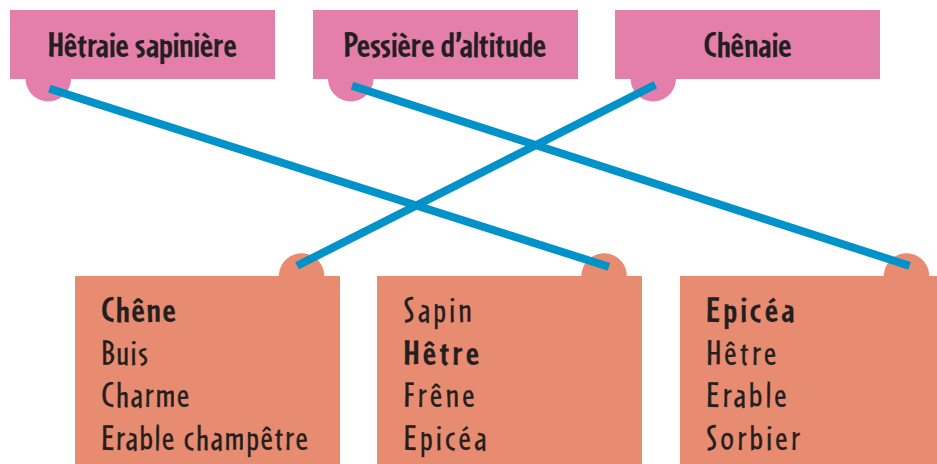 Hêtraie sapinière
Pessière d'altitude
Chênaie
Chêne
Buis
Charme
Erable champêtre
Sapin
Hêtre
Frêne
Epicéa
Epicéa
Hêtre
Erable
Sorbier